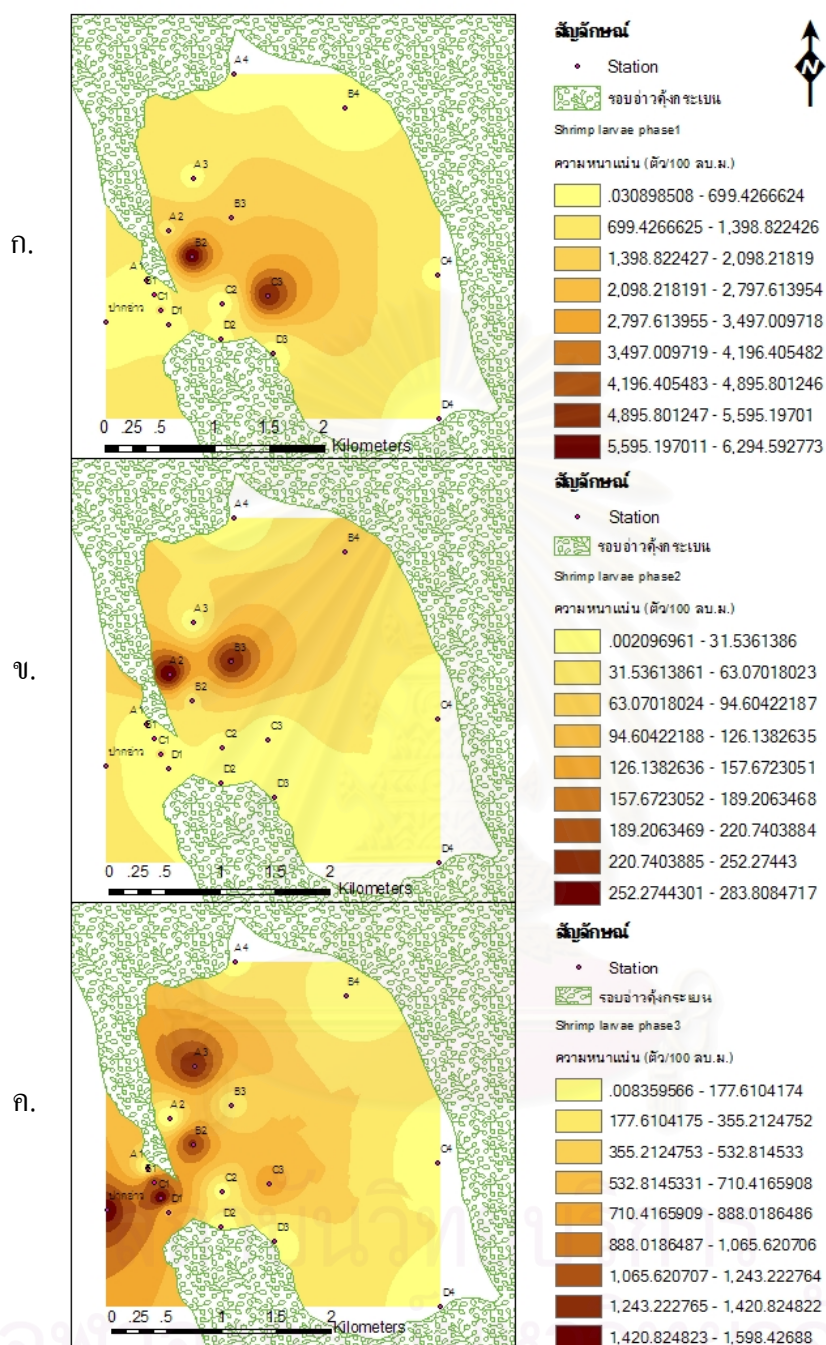 ก.
A4
B4
A3
B3
A2
B2
A1
B1
C1
D1
ปากอ่าว
C2
C3
C4
D2
D3
D4
0 .25 .5 1 1.5 2
Kilometers
สัญลักษณ์
Station
รอบอ่าวคุ้งกระเบน
Shrimp larvae phase1
ความหนาแน่น (ตัว/100 ลบ.ม.)
.030898508 - 699.4266624
699.4266625 - 1,398.822426
1,398.822427 - 2,098.21819
2,098.218191 - 2,797.613954
2,797.613955 - 3,497.009718
3,497.009719 - 4,196.405482
4,196.405483 - 4,895.801246
4,895.801247 - 5,595.19701
5,595.197011 - 6,294.592773
N
ข.
A4
B4
A3
B3
A2
B2
A1
B1
C1
D1
ปากอ่าว
C2
C3
C4
D2
D3
D4
0 .25 .5 1 1.5 2
Kilometers
สัญลักษณ์
Station
รอบอ่าวคุ้งกระเบน
Shrimp larvae phase2
ความหนาแน่น (ตัว/100 ลบ.ม.)
.002096961 - 31.5361386
31.53613861 - 63.07018023
63.07018024 - 94.60422187
94.60422188 - 126.1382635
126.1382636 - 157.6723051
157.6723052 - 189.2063468
189.2063469 - 220.7403884
220.7403885 - 252.27443
252.2744301 - 283.8084717
ค.
A4
B4
A3
B3
A2
B2
A1
B1
C1
D1
ปากอ่าว
C2
C3
C4
D2
D3
D4
0 .25 .5 1 1.5 2
Kilometers
สัญลักษณ์
Station
รอบอ่าวคุ้งกระเบน
Shrimp larvae phase3
ความหนาแน่น (ตัว/100 ลบ.ม.)
.008359566 - 177.6104174
177.6104175 - 355.2124752
355.2124753 - 532.814533
532.8145331 - 710.4165908
710.4165909 - 888.0186486
888.0186487 - 1,065.620706
1,065.620707 - 1,243.222764
1,243.222765 - 1,420.824822
1,420.824823 - 1,598.42688